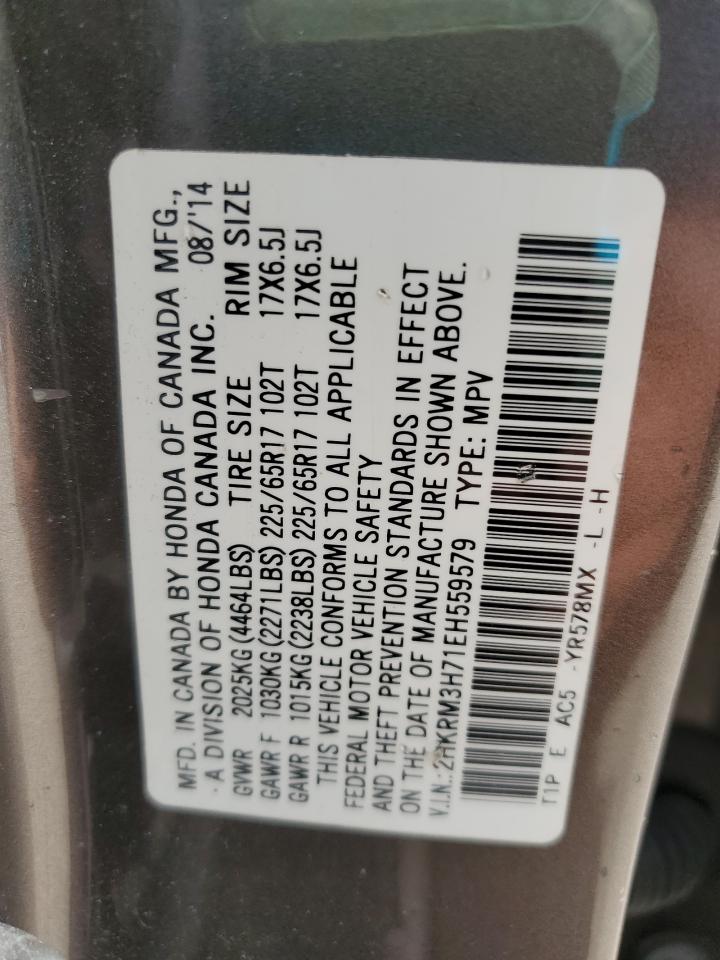 MFD. IN CANADA BY HONDA OF CANADA MFG.,
A DIVISION OF HONDA CANADA INC. 08/'14
GVWR 2025KG(4464LBS) TIRE SIZE RIM SIZE
GAWR F 1030KG(2271LBS) 225/65R17 102T 17X6.5J
GAWR R 1015KG(2238LBS) 225/65R17 102T 17X6.5J
THIS VEHICLE CONFORMS TO ALL APPLICABLE
FEDERAL MOTOR VEHICLE SAFETY
AND THEFT PREVENTION STANDARDS IN EFFECT
ON THE DATE OF MANUFACTURE SHOWN ABOVE.
V.I.N.: 2HKRM3H71EH559579 TYPE: MPV
T1P E AC5 -YR578MX -L -H